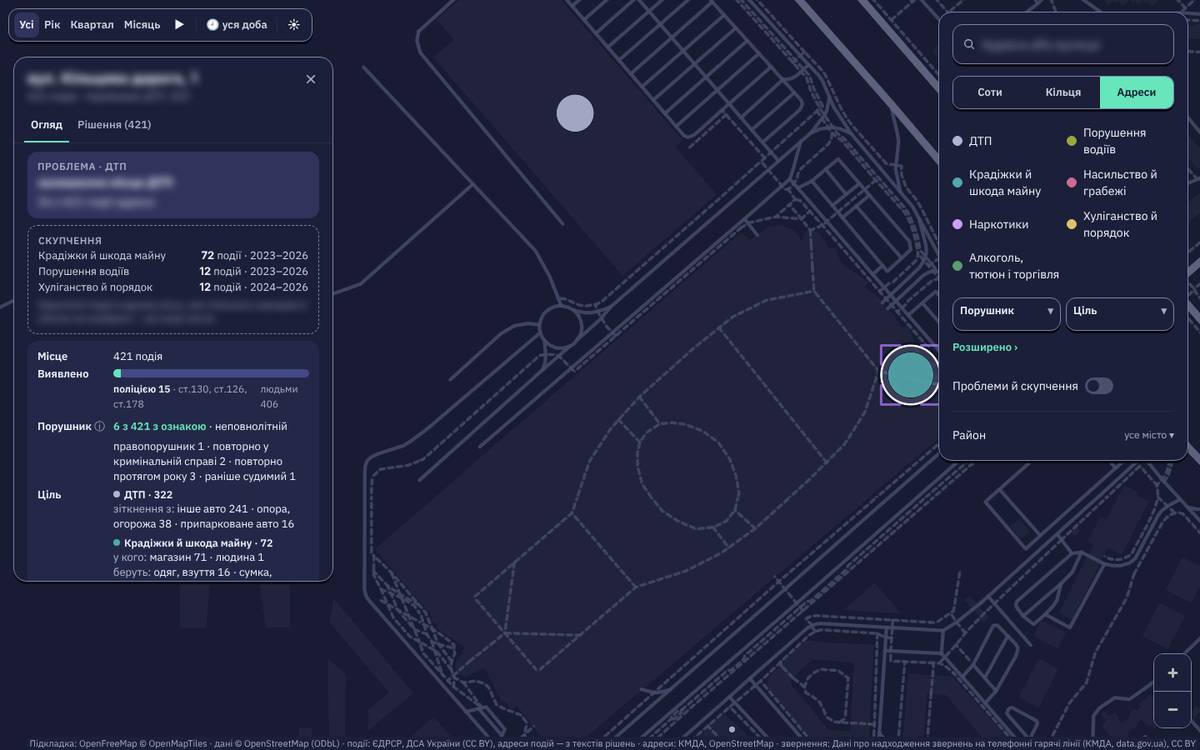 Усі Рік Квартал Місяць ▶ 🕘 уся доба ☀
Огляд Рішення (421)
ПРОБЛЕМА · ДТП
СКУПЧЕННЯ
Крадіжки й шкода майну 72 події · 2023–2026
Порушення водіїв 12 подій · 2023–2026
Хуліганство й порядок 12 подій · 2024–2026
Місце 421 подія
Виявлено
поліцією 15 · ст.130, ст.126, людьми
ст.178 406
Порушник ⓘ 6 з 421 з ознакою · неповнолітній
правопорушник 1 · повторно у
кримінальній справі 2 · повторно
протягом року 3 · раніше судимий 1
Ціль ДТП · 322
зіткнення з: інше авто 241 · опора,
огорожа 38 · припарковане авто 16
Крадіжки й шкода майну · 72
у кого: магазин 71 · людина 1
беруть: одяг, взуття 16 · сумка,
Соти Кільця Адреси
ДТП Порушення
водіїв
Крадіжки й Насильство й
шкода майну грабежі
Наркотики Хуліганство й
порядок
Алкоголь,
тютюн і торгівля
Порушник ▾ Ціль ▾
Розширено ›
Проблеми й скупчення
Район усе місто ▾
+
−
Підкладка: OpenFreeMap © OpenMapTiles · дані © OpenStreetMap (ODbL) · події: ЄДРСР, ДСА України (CC BY), адреси подій — з текстів рішень · адреси: КМДА, OpenStreetMap · звернення: Дані про надходження звернень на телефонні гарячі лінії (КМДА, data.gov.ua), CC BY